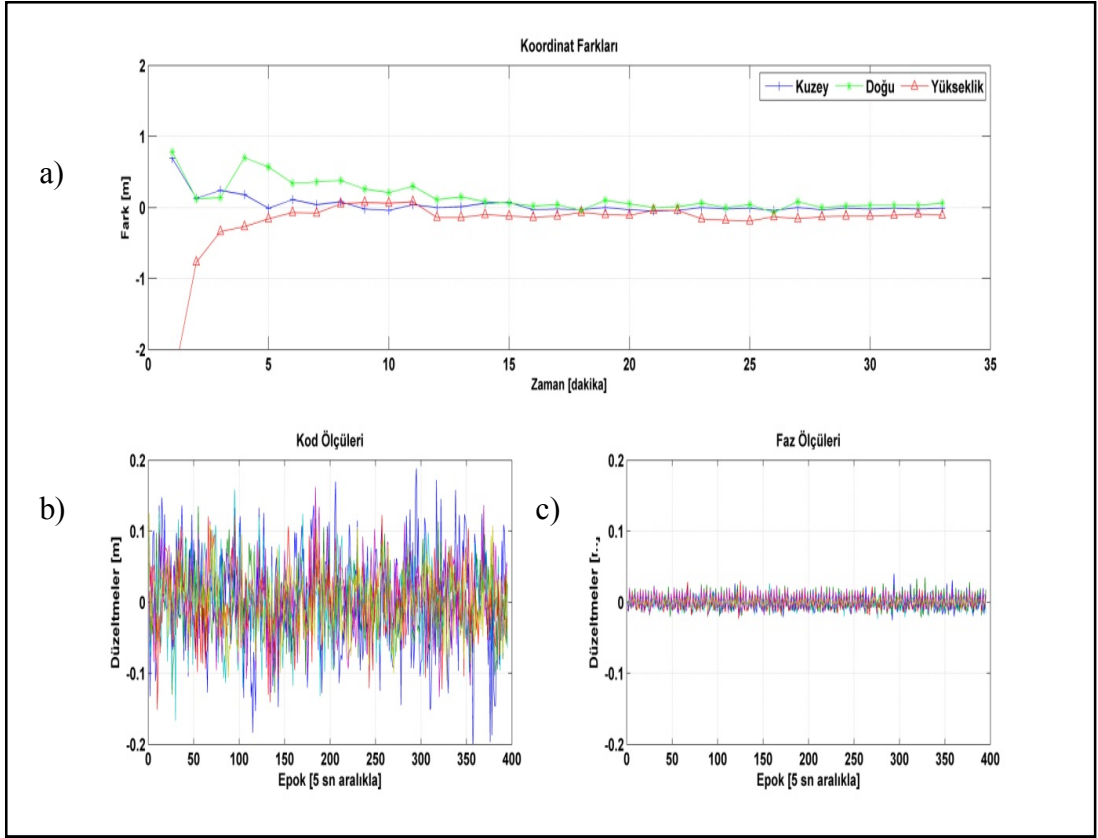 a)
Koordinat Farkları
Kuzey Doğu Yükseklik
Fark [m]
2
1
0
-1
-2
0 5 10 15 20 25 30 35
Zaman [dakika]
b)
Kod Ölçüleri
Düzeltmeler [m]
0.2
0.1
0
-0.1
-0.2
0 50 100 150 200 250 300 350 400
Epok [5 sn aralıkla]
c)
Faz Ölçüleri
Düzeltmeler [r..]
0.2
0.1
0
-0.1
-0.2
0 50 100 150 200 250 300 350 400
Epok [5 sn aralıkla]